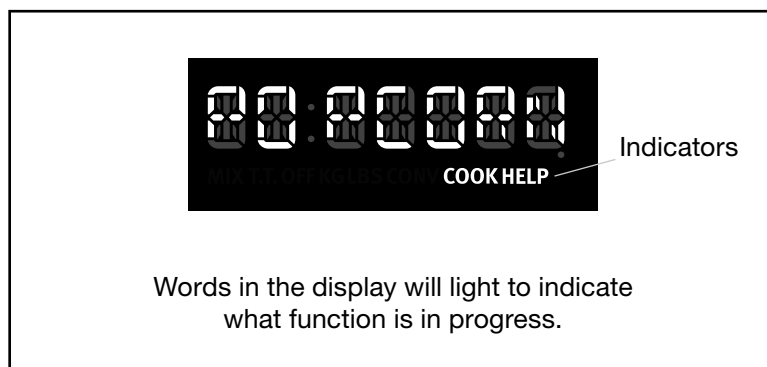 POPCORN
MIX T.T. OFF KG LBS CONV COOK HELP
Indicators
Words in the display will light to indicate
what function is in progress.